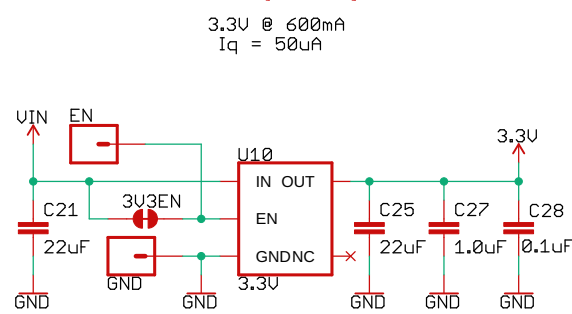 3.3V @ 600mA
Iq = 50uA
VIN
EN
3.3V
U10
IN OUT
3V3EN
C21
EN
C25
C27
C28
22uF
GNDNC
22uF
1.0uF
0.1uF
GND
3.3V
GND
GND
GND
GND
GND